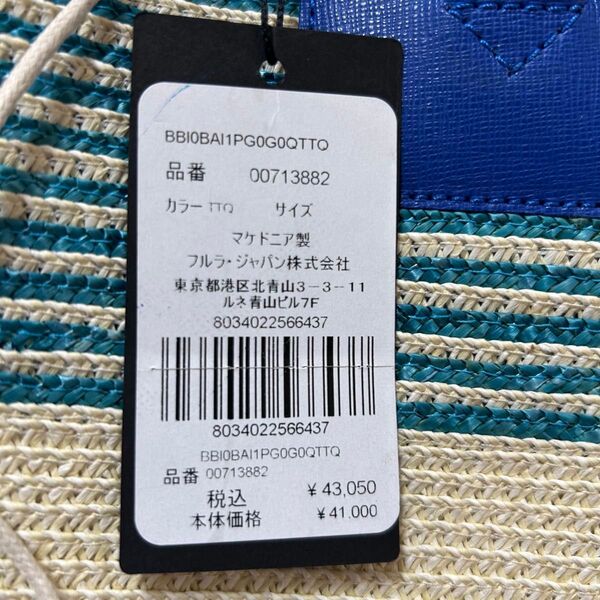 BBI0BAI1PG0G0QTTQ
品番 00713882
カラー TTQ サイズ
マケドニア製
フルラ・ジャパン株式会社
東京都港区北青山3-3-11
ルネ青山ビル7F
8034022566437
8034022566437
BBI0BAI1PG0G0QTTQ
品番 00713882
税込 ¥43,050
本体価格 ¥41,000